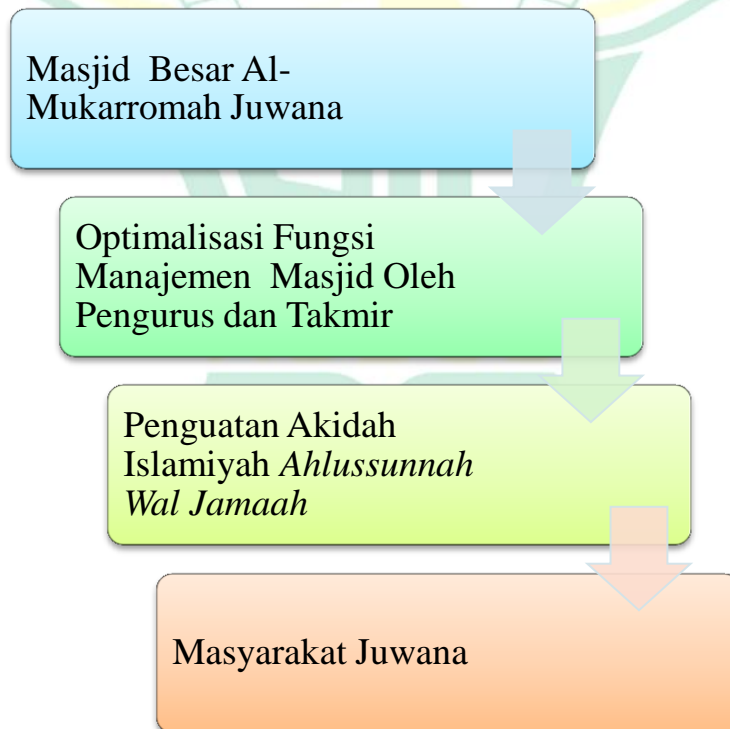 Masjid Besar Al-
Mukarromah Juwana
Optimalisasi Fungsi
Manajemen Masjid Oleh
Pengurus dan Takmir
Penguatan Akidah
Islamiyah Ahlussunnah
Wal Jamaah
Masyarakat Juwana